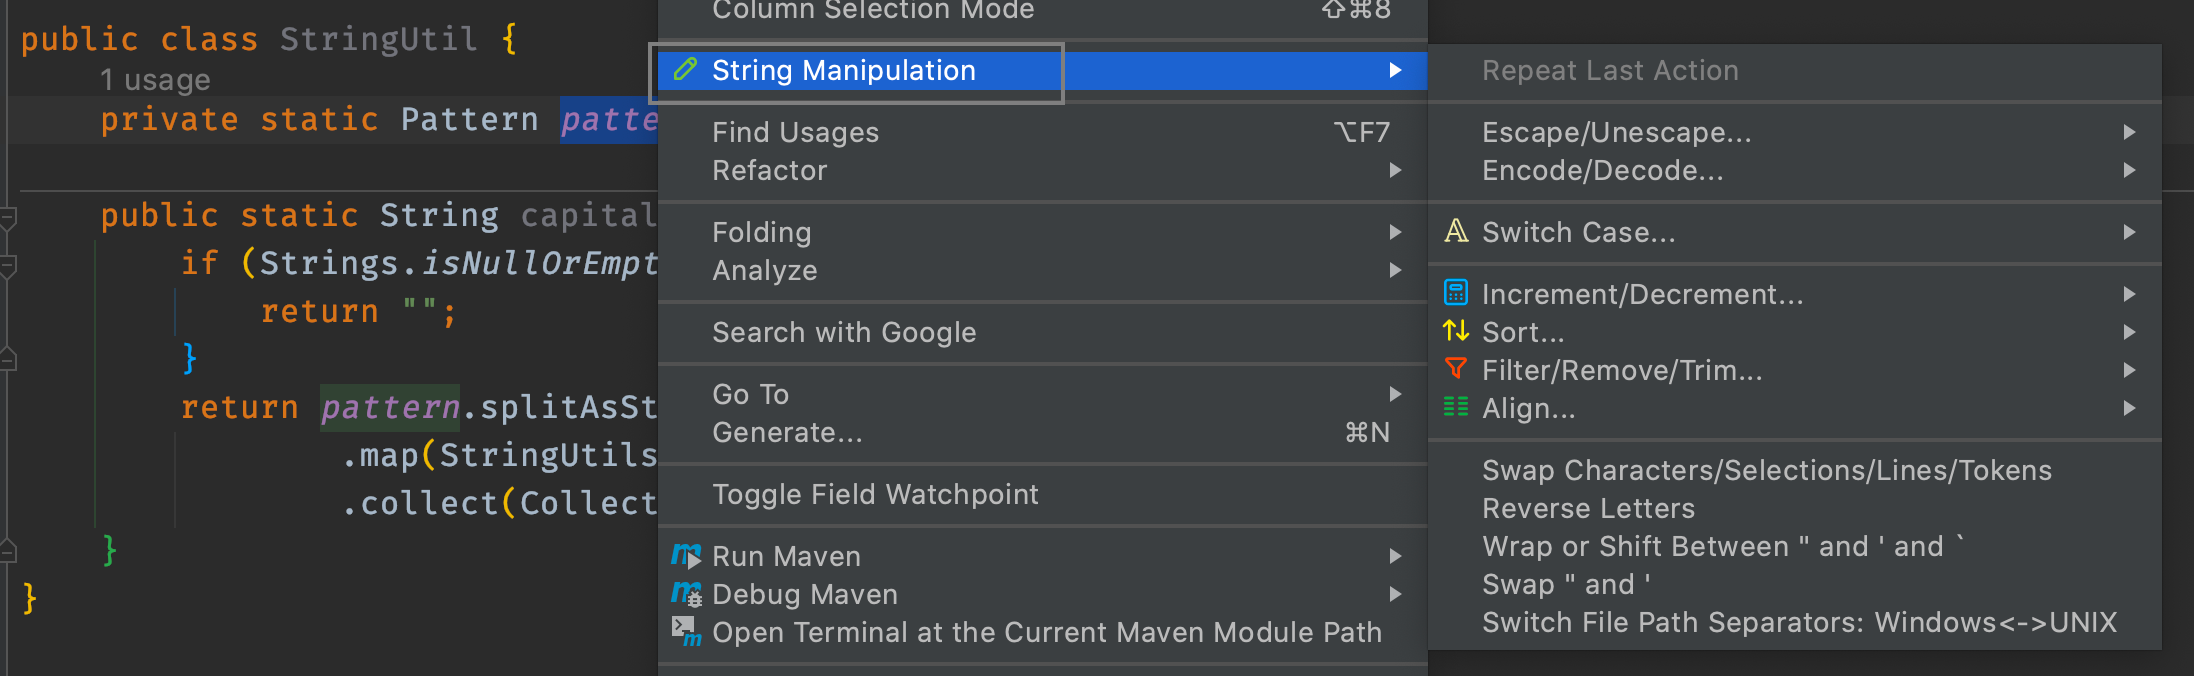 public class StringUtil {
1 usage
private static Pattern patte
public static String capital
if (Strings.isNullOrEmpt
return "";
}
return pattern.splitAsSt
.map(StringUtils
.collect(Collect
}
}
Column Selection Mode ⇧⌘8
String Manipulation
Find Usages ⌥F7
Refactor
Folding
Analyze
Search with Google
Go To
Generate... ⌘N
Toggle Field Watchpoint
Run Maven
Debug Maven
Open Terminal at the Current Maven Module Path
Repeat Last Action
Escape/Unescape...
Encode/Decode...
Switch Case...
Increment/Decrement...
Sort...
Filter/Remove/Trim...
Align...
Swap Characters/Selections/Lines/Tokens
Reverse Letters
Wrap or Shift Between " and ' and `
Swap " and '
Switch File Path Separators: Windows<->UNIX